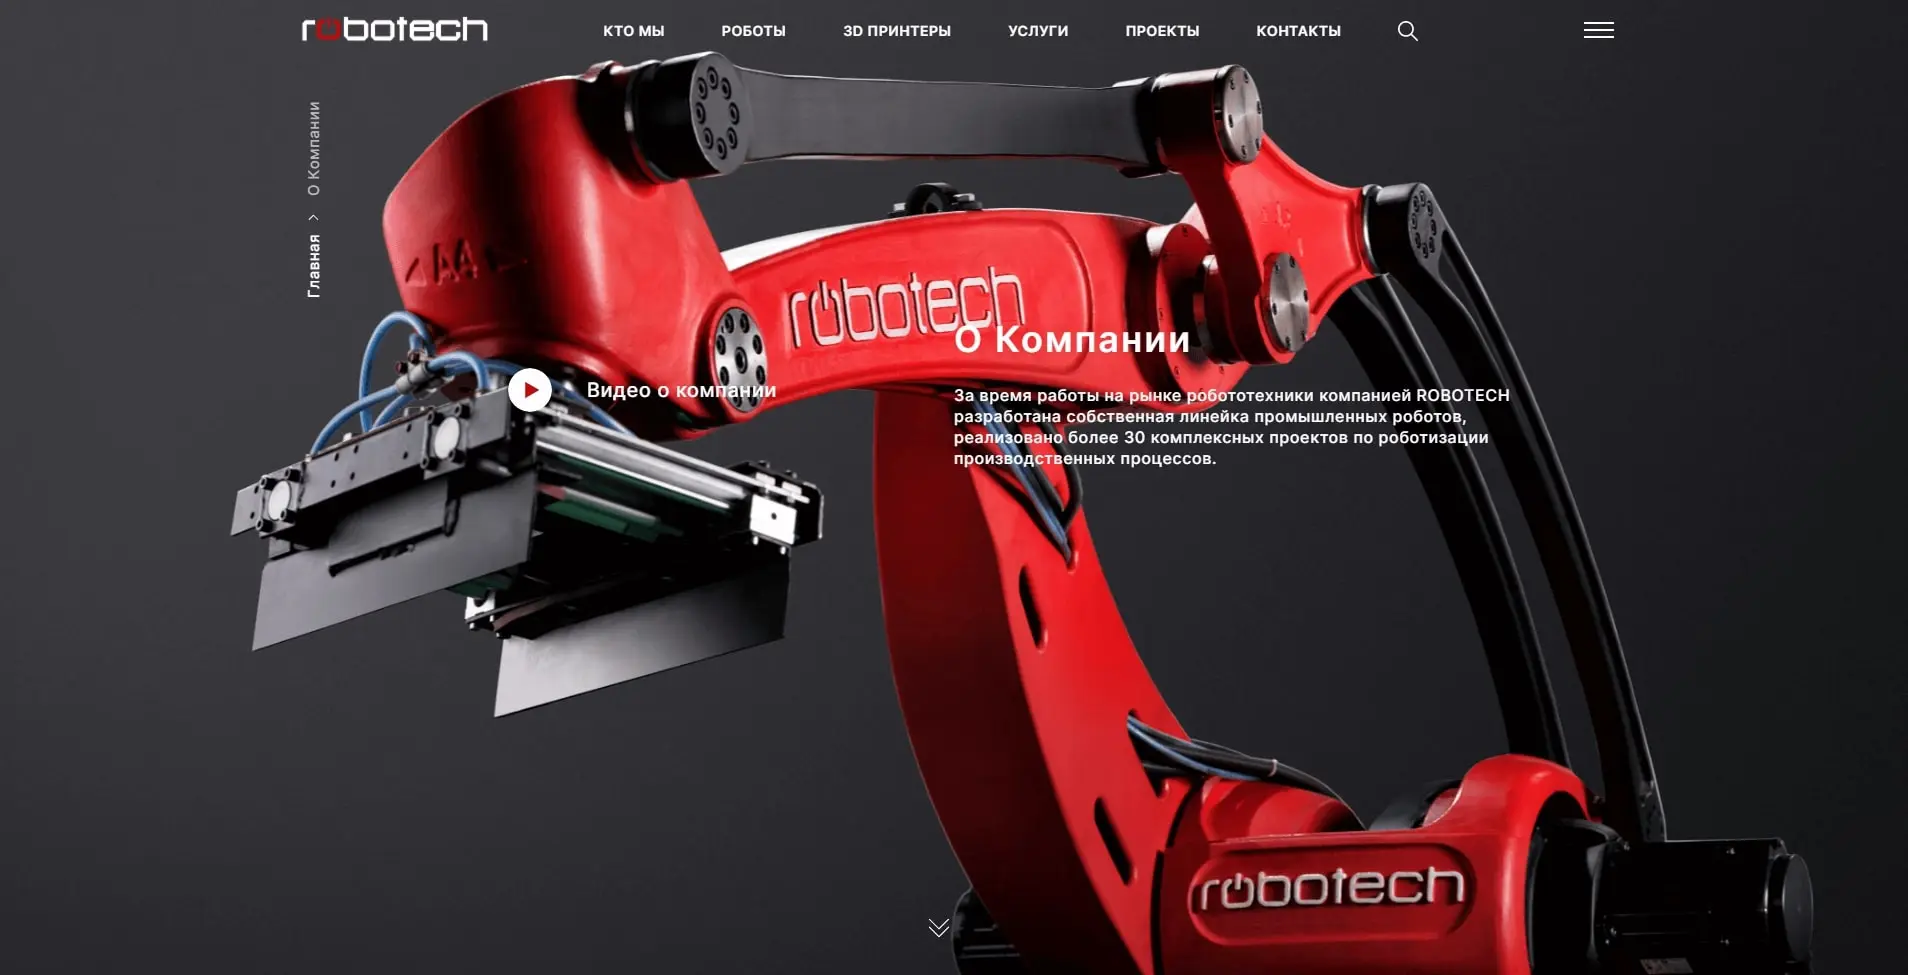 robotech
КТО МЫ
РОБОТЫ
3D ПРИНТЕРЫ
УСЛУГИ
ПРОЕКТЫ
КОНТАКТЫ
Главная > О Компании
A4
robotech
О Компании
Видео о компании
За время работы на рынке робототехники компанией ROBOTECH
разработана собственная линейка промышленных роботов,
реализовано более 30 комплексных проектов по роботизации
производственных процессов.
robotech